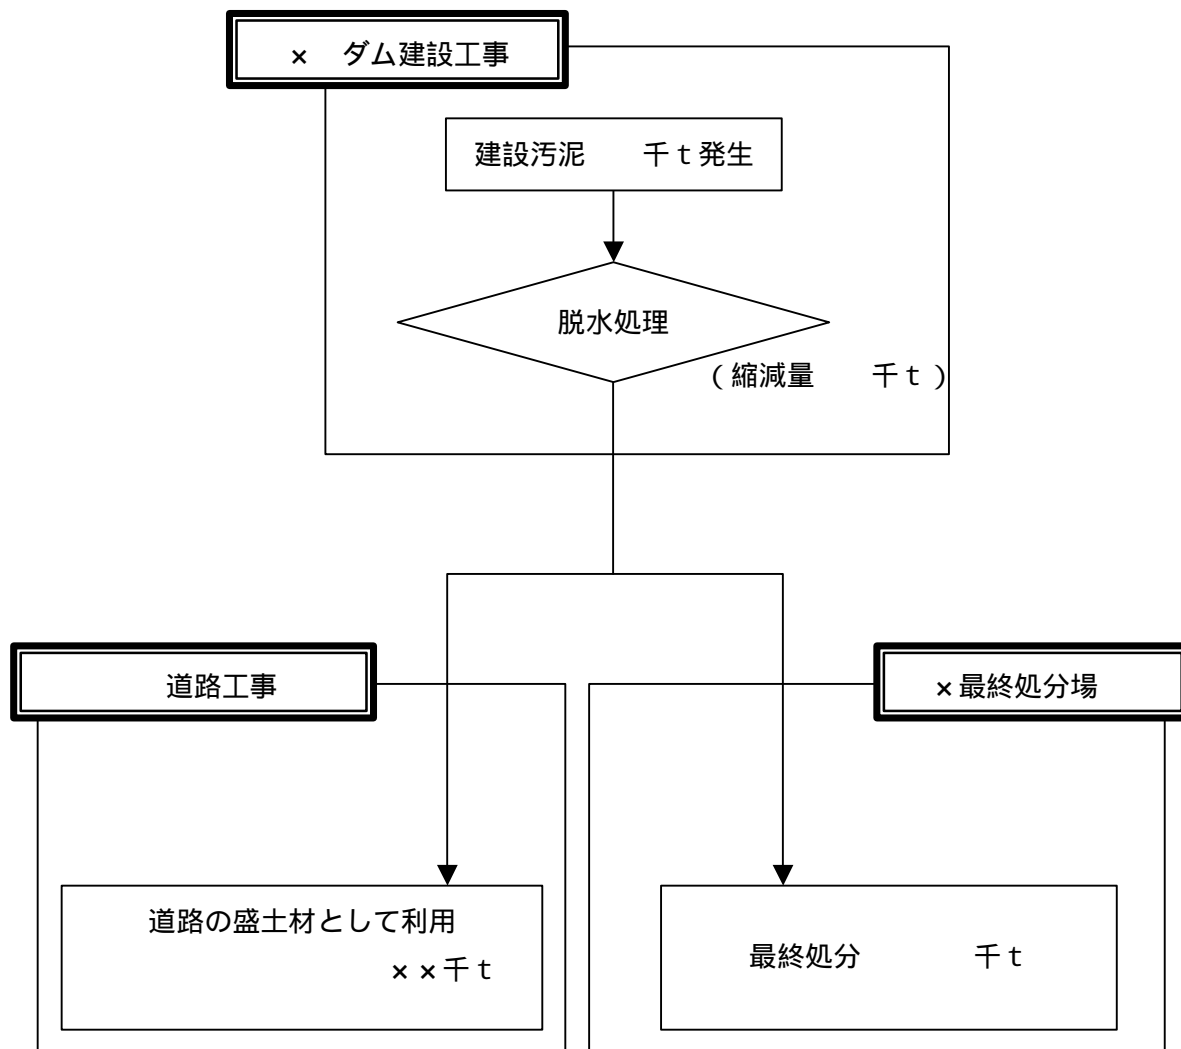 ×　ダム建設工事
建設汚泥　　千ｔ発生
脱水処理
（縮減量　　千ｔ）
道路工事
×最終処分場
道路の盛土材として利用
××千ｔ
最終処分　　　　千ｔ